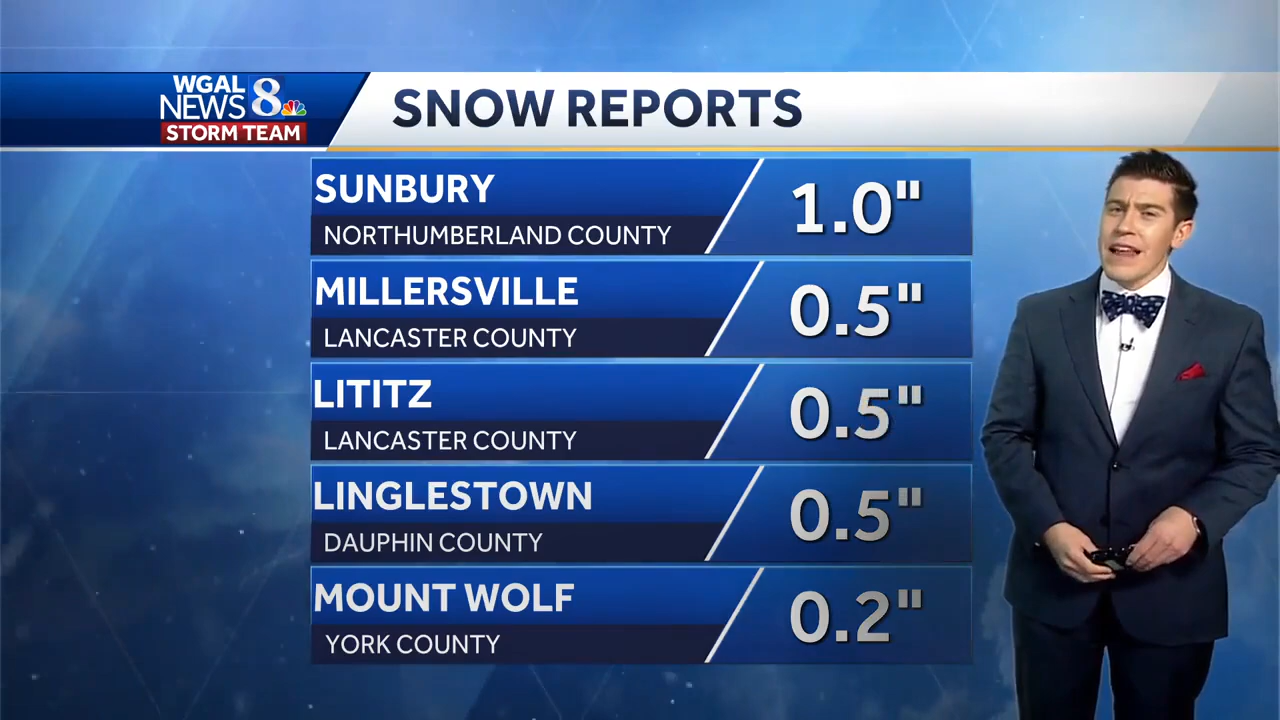 WGAL
NEWS 8
STORM TEAM
SNOW REPORTS
SUNBURY
NORTHUMBERLAND COUNTY
1.0"
MILLERSVILLE
LANCASTER COUNTY
0.5"
LITITZ
LANCASTER COUNTY
0.5"
LINGLESTOWN
DAUPHIN COUNTY
0.5"
MOUNT WOLF
YORK COUNTY
0.2"